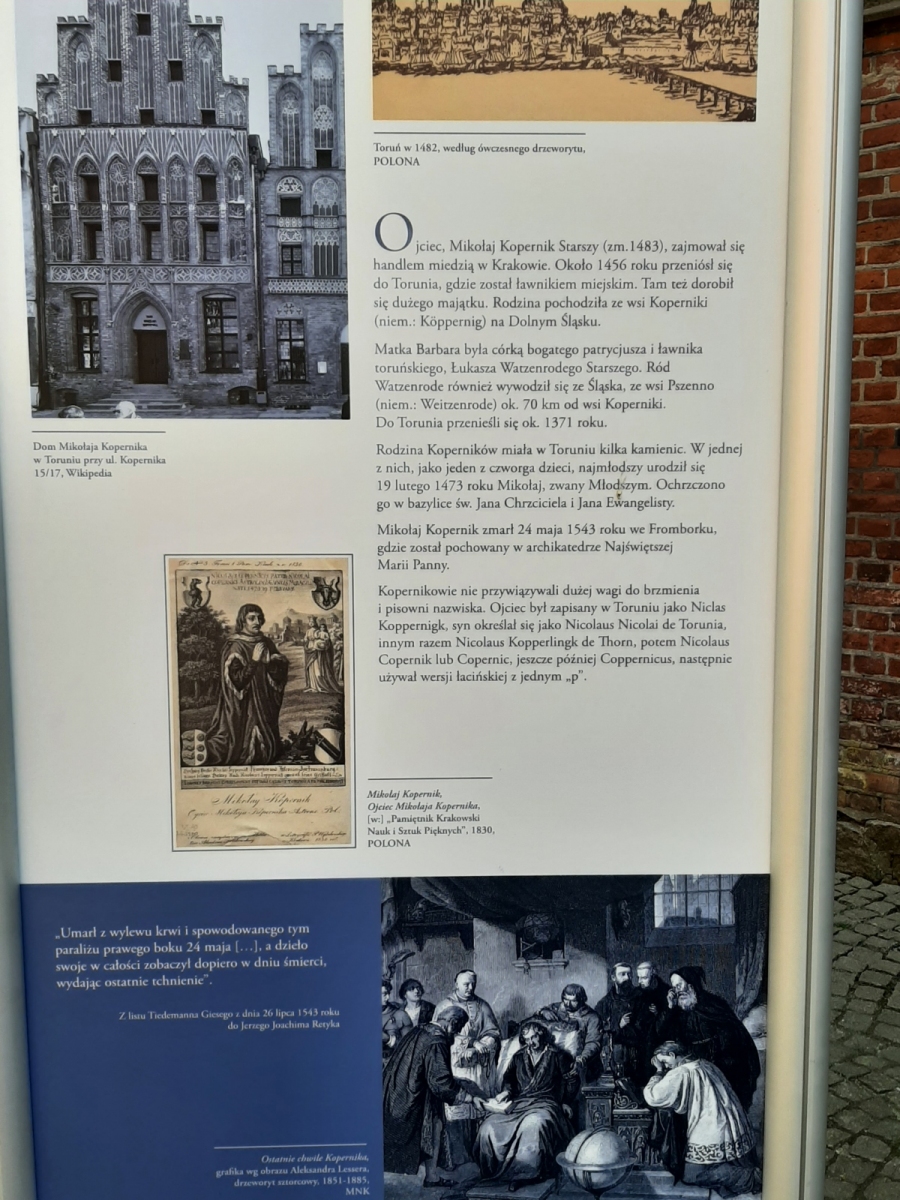 Toruń w 1482, według ówczesnego drzeworytu,
POLONA
Ojciec, Mikołaj Kopernik Starszy (zm.1483), zajmował się
handlem miedzią w Krakowie. Około 1456 roku przeniósł się
do Torunia, gdzie został ławnikiem miejskim. Tam też dorobił
się dużego majątku. Rodzina pochodziła ze wsi Koperniki
(niem.: Köppernig) na Dolnym Śląsku.
Matka Barbara była córką bogatego patrycjusza i ławnika
toruńskiego, Łukasza Watzenrodego Starszego. Ród
Watzenrode również wywodził się ze Śląska, ze wsi Pszenno
(niem.: Weitzenrode) ok. 70 km od wsi Koperniki.
Do Torunia przenieśli się ok. 1371 roku.
Rodzina Koperników miała w Toruniu kilka kamienic. W jednej
z nich, jako jeden z czworga dzieci, najmłodszy urodził się
19 lutego 1473 roku Mikołaj, zwany Młodszym. Ochrzczono
go w bazylice św. Jana Chrzciciela i Jana Ewangelisty.
Mikołaj Kopernik zmarł 24 maja 1543 roku we Fromborku,
gdzie został pochowany w archikatedrze Najświętszej
Marii Panny.
Kopernikowie nie przywiązywali dużej wagi do brzmienia
i pisowni nazwiska. Ojciec był zapisany w Toruniu jako Niclas
Koppernigk, syn określał się jako Nicolaus Nicolai de Torunia,
innym razem Nicolaus Kopperlingk de Thorn, potem Nicolaus
Copernik lub Copernic, jeszcze później Coppernicus, następnie
używał wersji łacińskiej z jednym „p”.
Dom Mikołaja Kopernika
w Toruniu przy ul. Kopernika
15/17, Wikipedia
Mikołaj Kopernik
Mikołaj Kopernik,
Ojciec Mikołaja Kopernika,
[w:] „Pamiętnik Krakowski
Nauk i Sztuk Pięknych”, 1830,
POLONA
„Umarł z wylewu krwi i spowodowanego tym
paraliżu prawego boku 24 maja [...], a dzieło
swoje w całości zobaczył dopiero w dniu śmierci,
wydając ostatnie tchnienie”.
Z listu Tiedemanna Giesego z dnia 26 lipca 1543 roku
do Jerzego Joachima Retyka
Ostatnie chwile Kopernika,
grafika wg obrazu Aleksandra Lessera,
drzeworyt sztorcowy, 1851-1885,
MNK